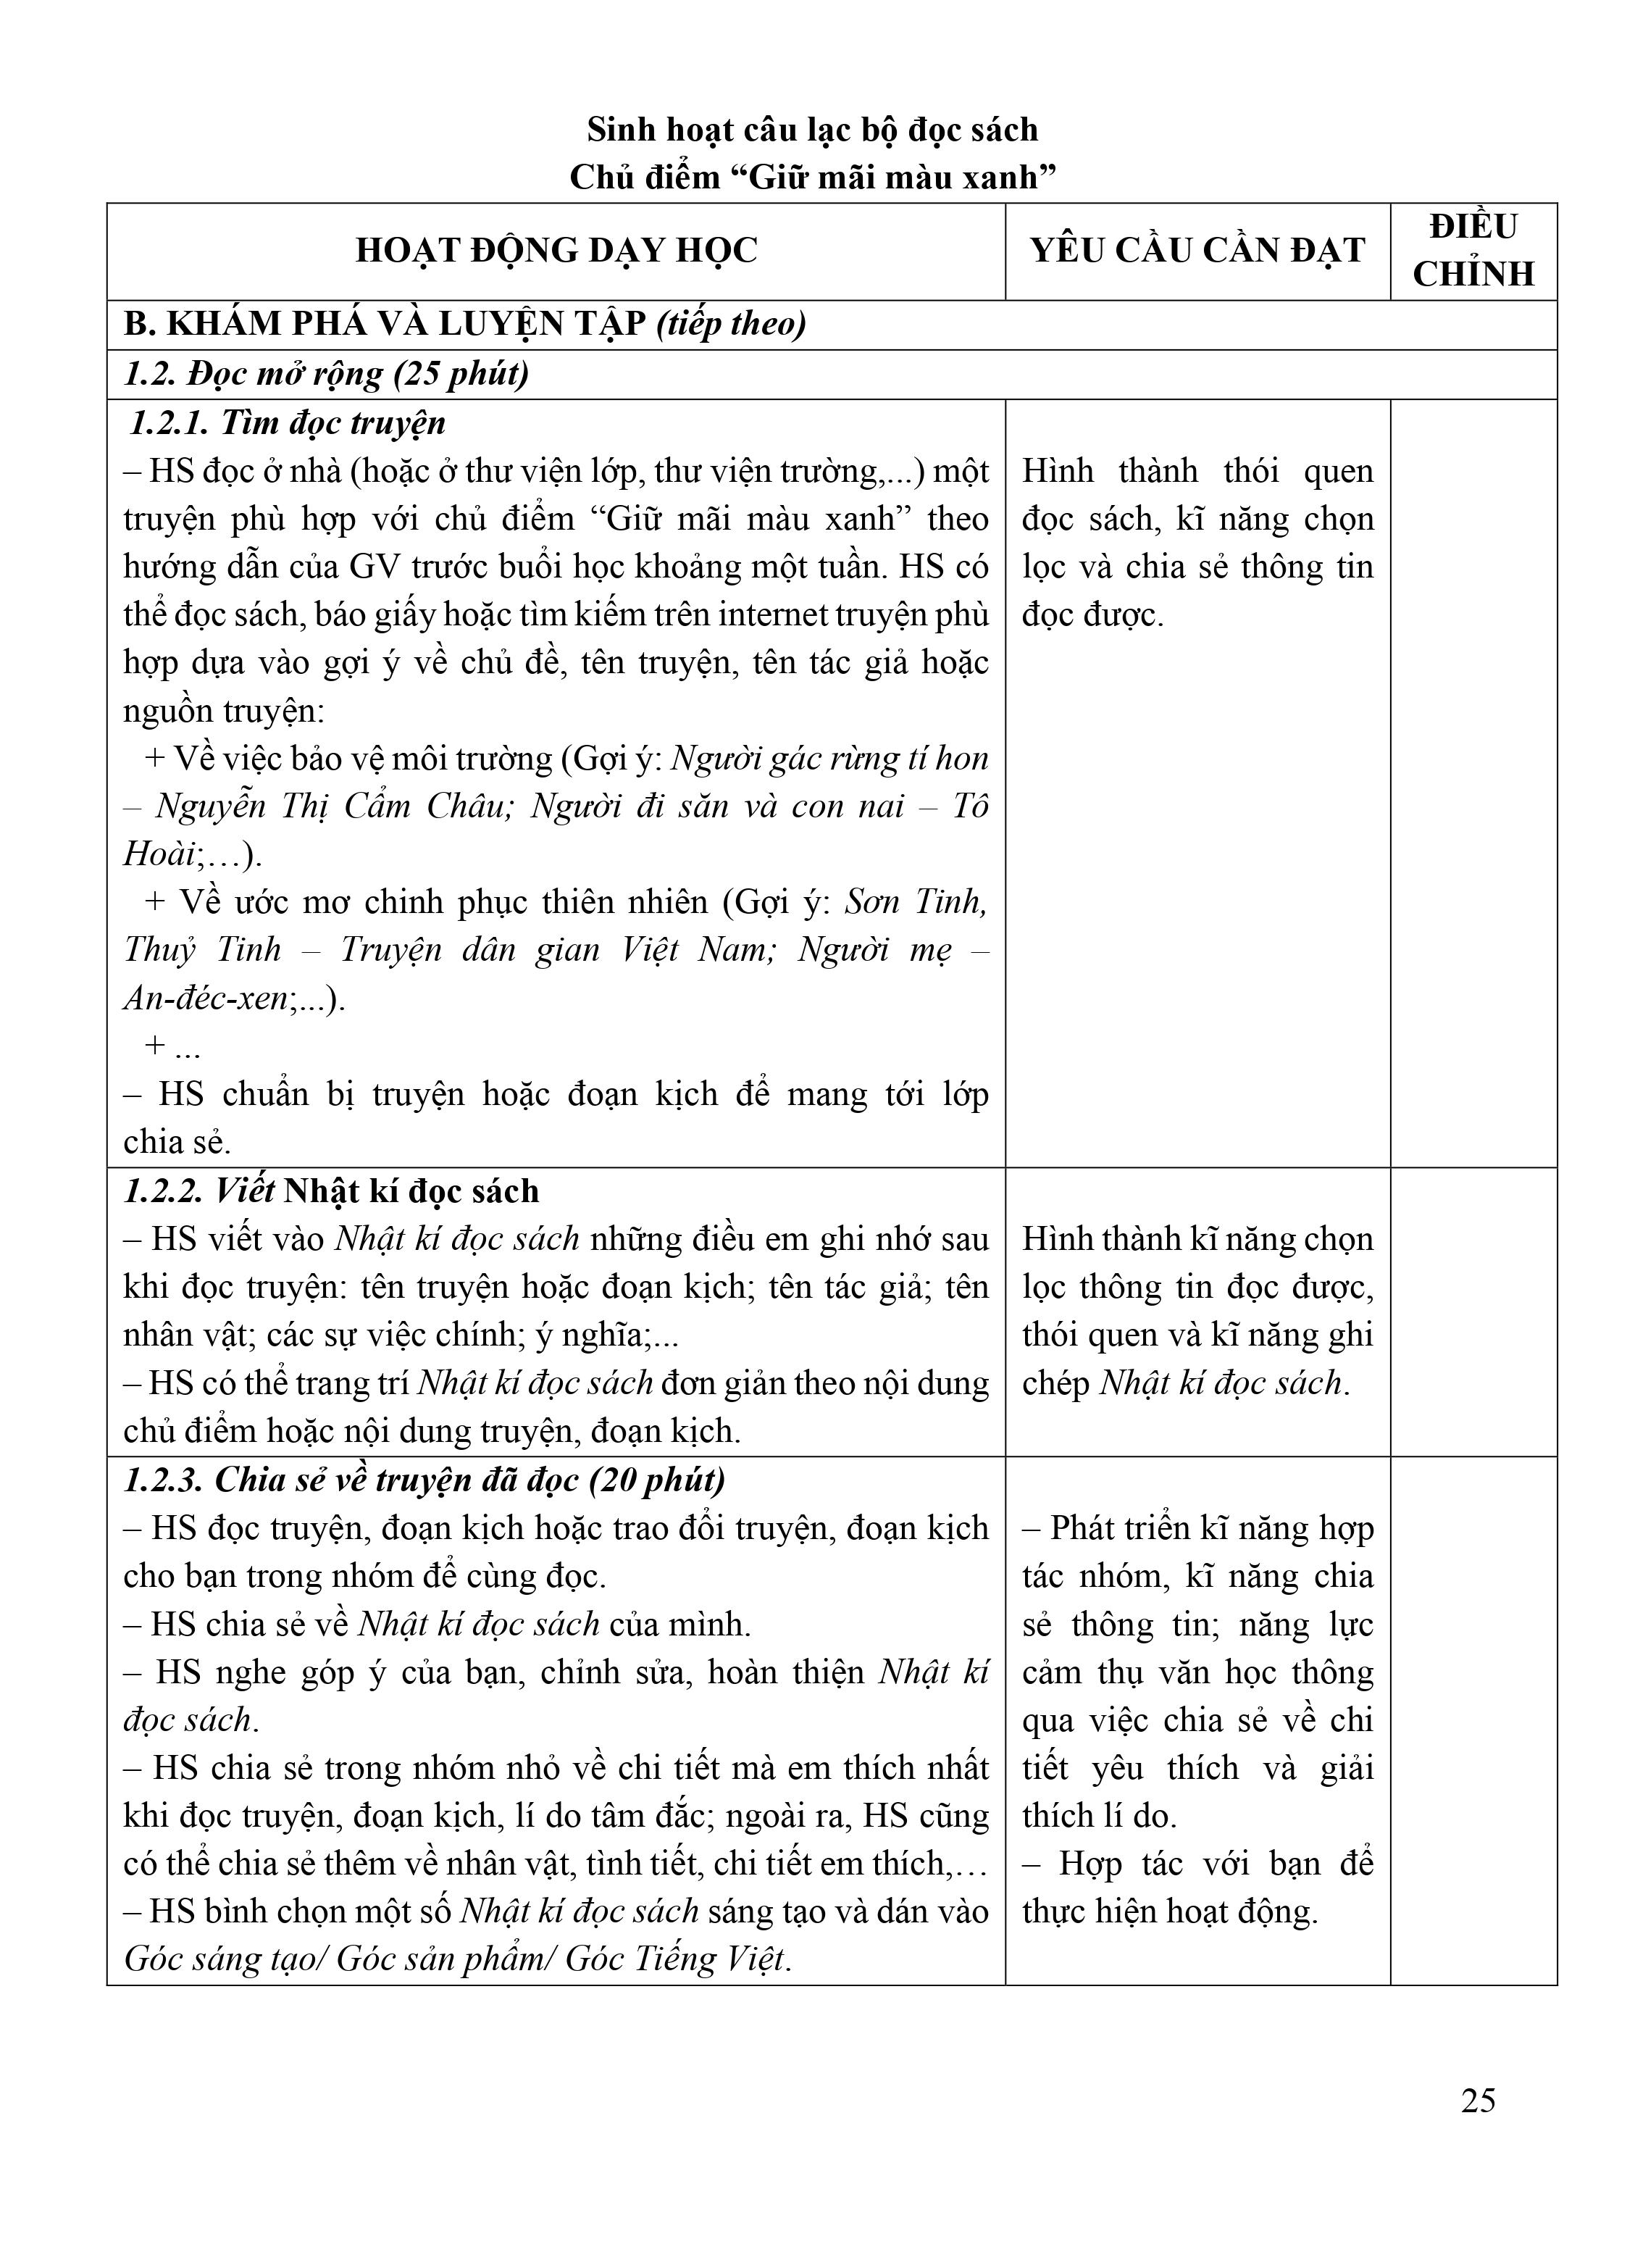 Sinh hoạt câu lạc bộ đọc sách
Chủ điểm “Giữ mãi màu xanh”
HOẠT ĐỘNG DẠY HỌC
YÊU CẦU CẦN ĐẠT
ĐIỀU
CHỈNH
B. KHÁM PHÁ VÀ LUYỆN TẬP (tiếp theo)
1.2. Đọc mở rộng (25 phút)
1.2.1. Tìm đọc truyện
– HS đọc ở nhà (hoặc ở thư viện lớp, thư viện trường,...) một
truyện phù hợp với chủ điểm “Giữ mãi màu xanh” theo
hướng dẫn của GV trước buổi học khoảng một tuần. HS có
thể đọc sách, báo giấy hoặc tìm kiếm trên internet truyện phù
hợp dựa vào gợi ý về chủ đề, tên truyện, tên tác giả hoặc
nguồn truyện:
+ Về việc bảo vệ môi trường (Gợi ý: Người gác rừng tí hon
– Nguyễn Thị Cẩm Châu; Người đi săn và con nai – Tô
Hoài;…).
+ Về ước mơ chinh phục thiên nhiên (Gợi ý: Sơn Tinh,
Thuỷ Tinh – Truyện dân gian Việt Nam; Người mẹ –
An-đéc-xen;...).
+ ...
– HS chuẩn bị truyện hoặc đoạn kịch để mang tới lớp
chia sẻ.
Hình thành thói quen
đọc sách, kĩ năng chọn
lọc và chia sẻ thông tin
đọc được.
1.2.2. Viết Nhật kí đọc sách
– HS viết vào Nhật kí đọc sách những điều em ghi nhớ sau
khi đọc truyện: tên truyện hoặc đoạn kịch; tên tác giả; tên
nhân vật; các sự việc chính; ý nghĩa;...
– HS có thể trang trí Nhật kí đọc sách đơn giản theo nội dung
chủ điểm hoặc nội dung truyện, đoạn kịch.
Hình thành kĩ năng chọn
lọc thông tin đọc được,
thói quen và kĩ năng ghi
chép Nhật kí đọc sách.
1.2.3. Chia sẻ về truyện đã đọc (20 phút)
– HS đọc truyện, đoạn kịch hoặc trao đổi truyện, đoạn kịch
cho bạn trong nhóm để cùng đọc.
– HS chia sẻ về Nhật kí đọc sách của mình.
– HS nghe góp ý của bạn, chỉnh sửa, hoàn thiện Nhật kí
đọc sách.
– HS chia sẻ trong nhóm nhỏ về chi tiết mà em thích nhất
khi đọc truyện, đoạn kịch, lí do tâm đắc; ngoài ra, HS cũng
có thể chia sẻ thêm về nhân vật, tình tiết, chi tiết em thích,…
– HS bình chọn một số Nhật kí đọc sách sáng tạo và dán vào
Góc sáng tạo/ Góc sản phẩm/ Góc Tiếng Việt.
– Phát triển kĩ năng hợp
tác nhóm, kĩ năng chia
sẻ thông tin; năng lực
cảm thụ văn học thông
qua việc chia sẻ về chi
tiết yêu thích và giải
thích lí do.
– Hợp tác với bạn để
thực hiện hoạt động.
25